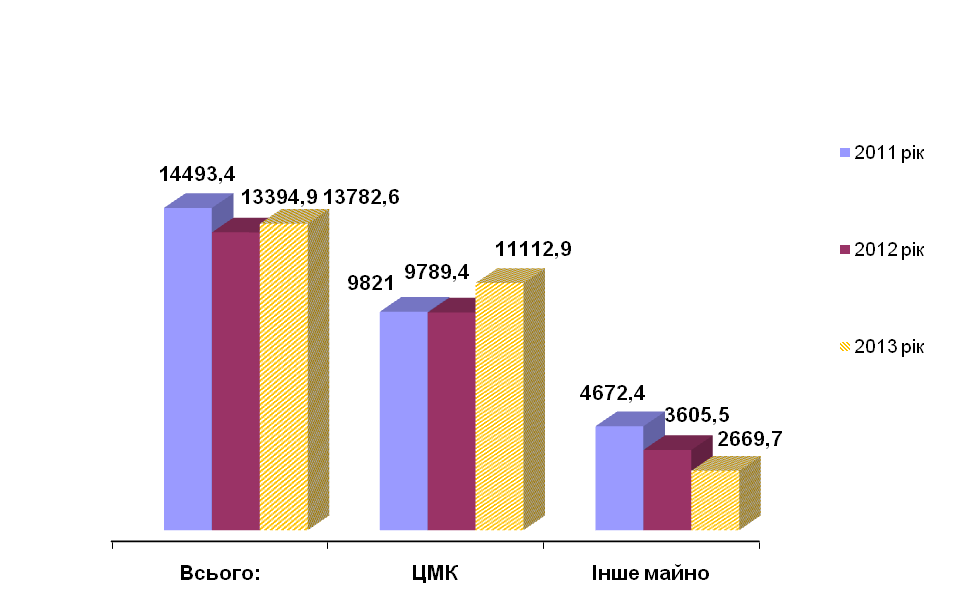 14493,4
13394,9
13782,6
9821
9789,4
11112,9
4672,4
3605,5
2669,7
Всього:
ЦМК
Інше майно
2011 рік
2012 рік
2013 рік